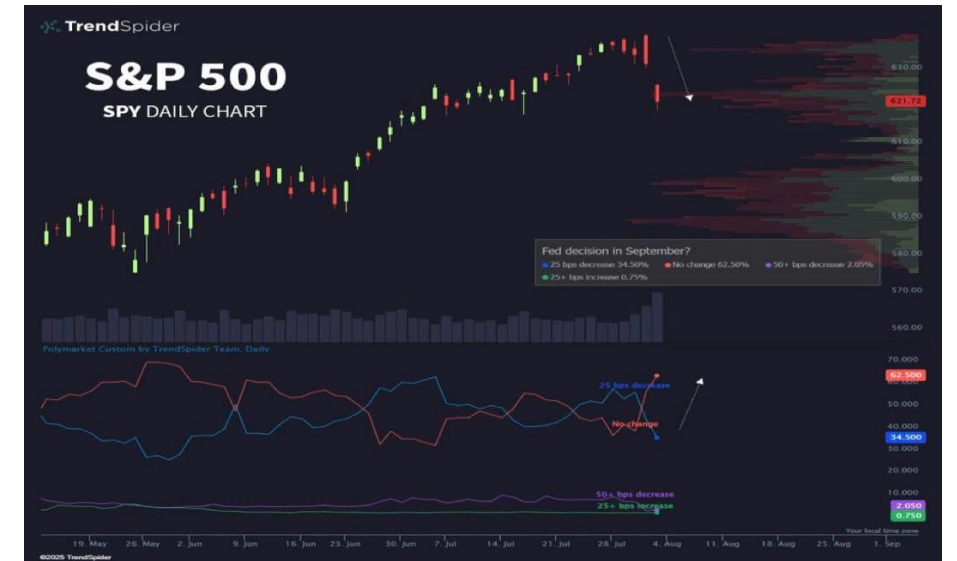 TrendSpider
S&P 500
SPY DAILY CHART
630.00
621.72
610.00
600.00
590.00
580.00
570.00
560.00
Fed decision in September?
25 bps decrease 34.50% No change 62.50% 50+ bps decrease 2.05%
25+ bps increase 0.75%
Polymarket Custom by TrendSpider Team, Daily
70.000
62.500
60.000
50.000
40.000
34.500
30.000
20.000
10.000
2.050
0.750
25 bps decrease
No change
50+ bps decrease
25+ bps increase
Your local time zone
19. May 26. May 2. Jun 9. Jun 16. Jun 23. Jun 30. Jun 7. Jul 14. Jul 21. Jul 28. Jul 4. Aug 11. Aug 18. Aug 25. Aug 1. Sep
©2025 TrendSpider